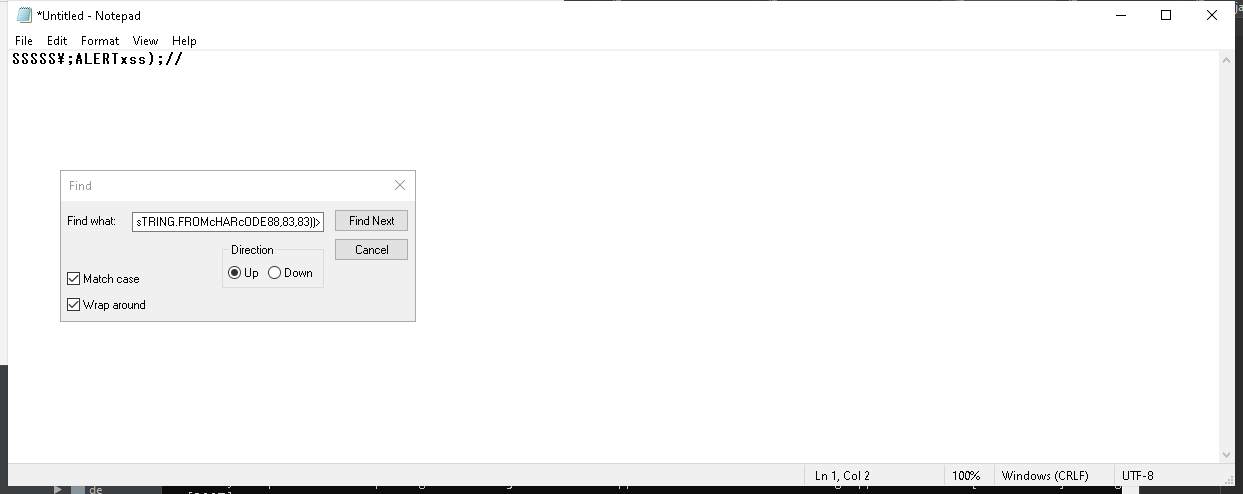 *Untitled - Notepad
File Edit Format View Help
SSSSS¥;ALERTxss);//
Find
Find what: sTRING.FROMcHARcODE88,83,83))> Find Next
Direction Cancel
Up Down
Match case
Wrap around
Ln 1, Col 2 100% Windows (CRLF) UTF-8
de